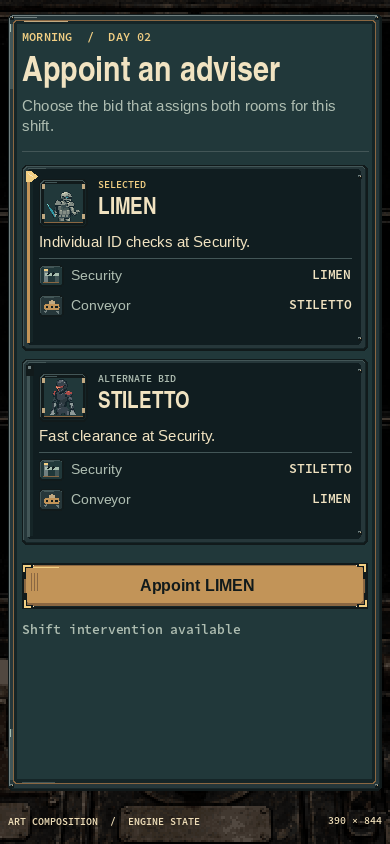 MORNING / DAY 02
Appoint an adviser
Choose the bid that assigns both rooms for this
shift.
SELECTED
LIMEN
Individual ID checks at Security.
Security LIMEN
Conveyor STILETTO
ALTERNATE BID
STILETTO
Fast clearance at Security.
Security STILETTO
Conveyor LIMEN
Appoint LIMEN
Shift intervention available
ART COMPOSITION / ENGINE STATE 390 × 844